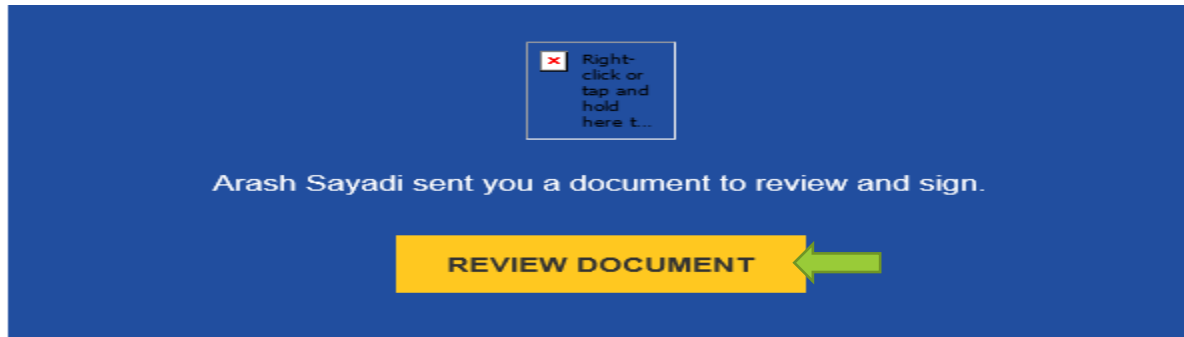 Right-
click or
tap and
hold
here t...
Arash Sayadi sent you a document to review and sign.
REVIEW DOCUMENT